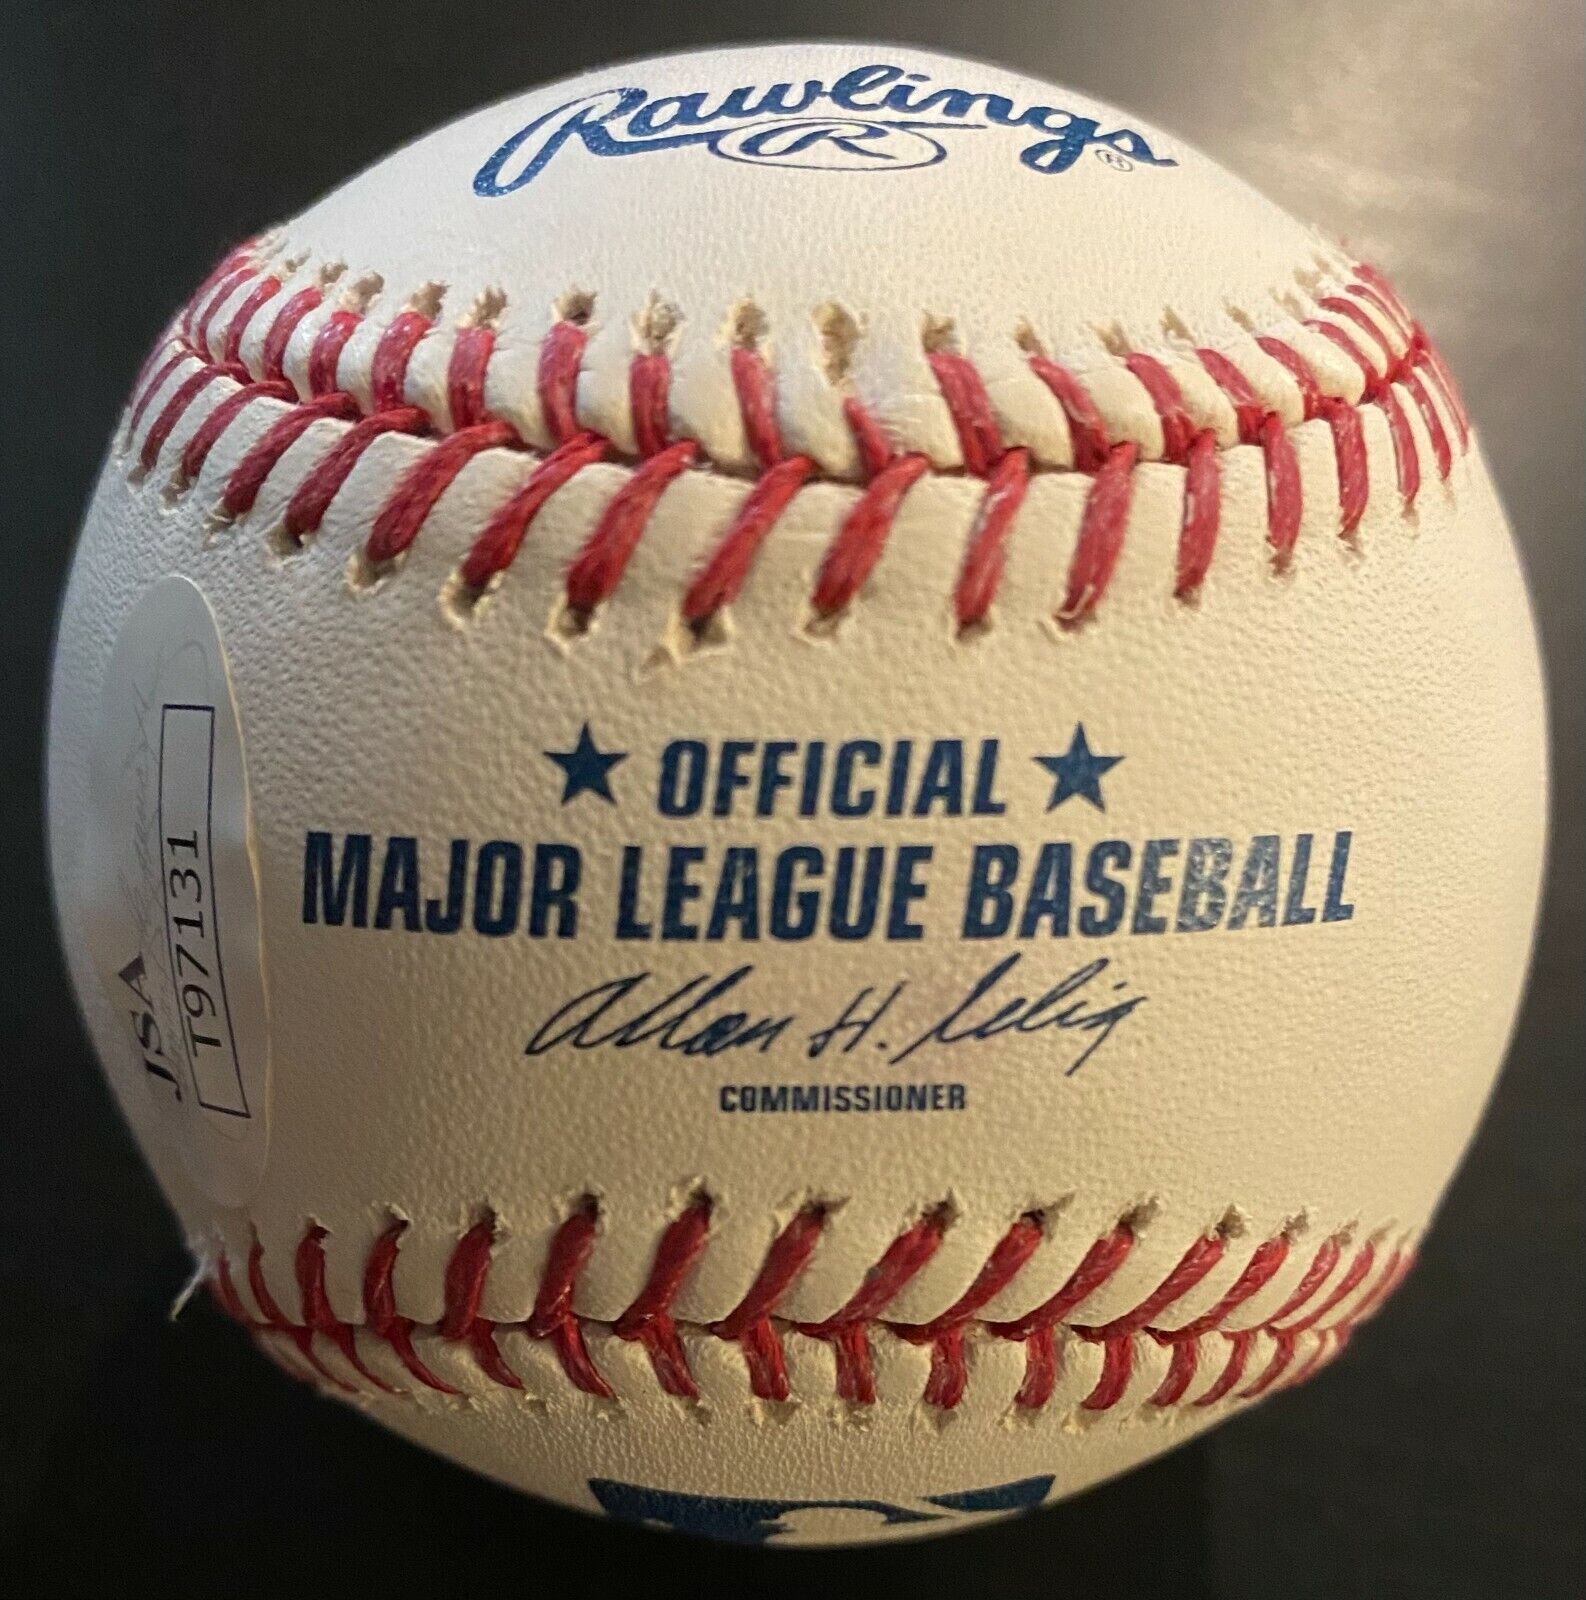 Rawlings
R
®
★ OFFICIAL ★
MAJOR LEAGUE BASEBALL
Allan H. Selig
COMMISSIONER
JSA
T97131